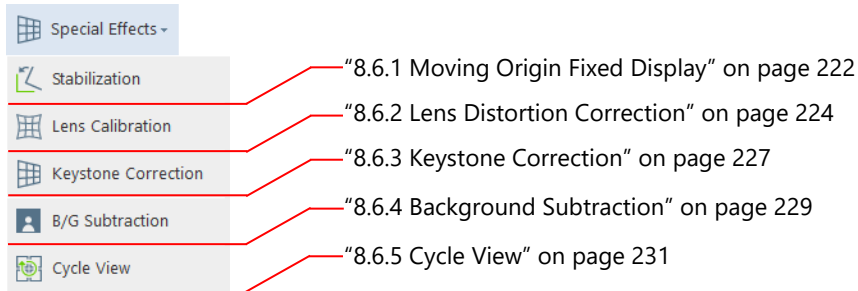 Special Effects
Stabilization
“8.6.1 Moving Origin Fixed Display” on page 222
Lens Calibration
“8.6.2 Lens Distortion Correction” on page 224
Keystone Correction
“8.6.3 Keystone Correction” on page 227
B/G Subtraction
“8.6.4 Background Subtraction” on page 229
Cycle View
“8.6.5 Cycle View” on page 231